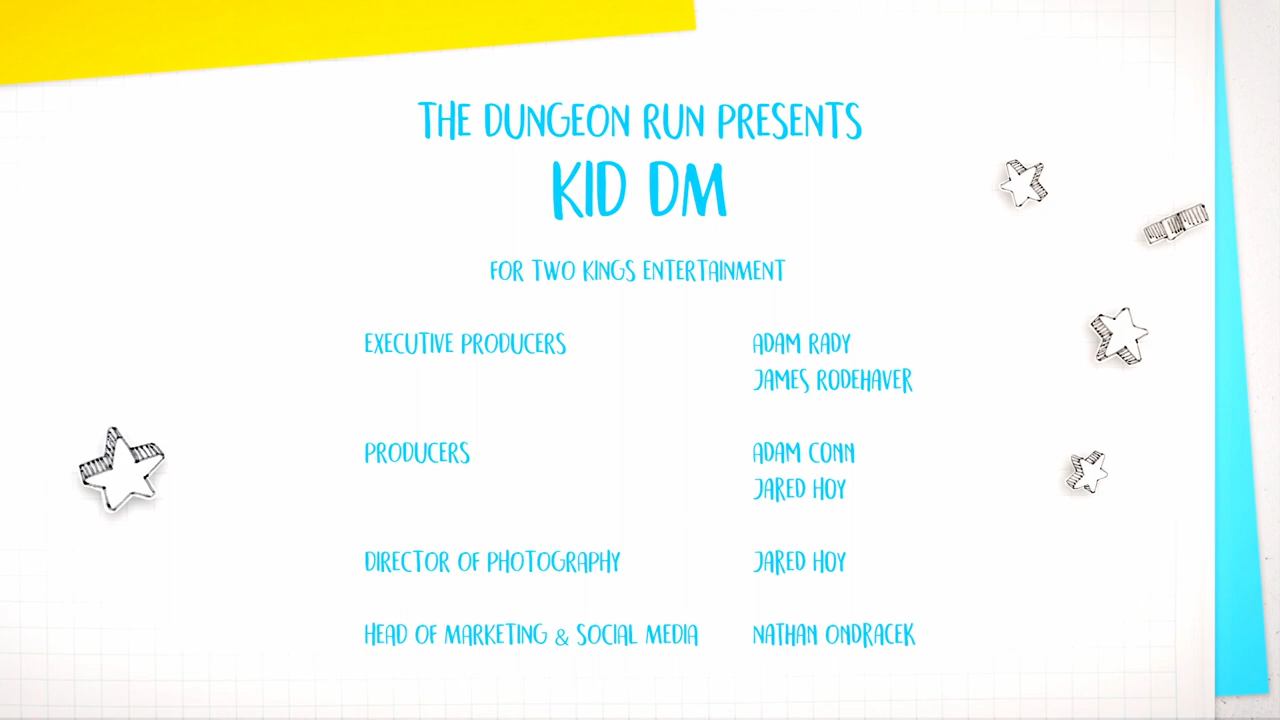 THE DUNGEON RUN PRESENTS
KID DM
FOR TWO KINGS ENTERTAINMENT
EXECUTIVE PRODUCERS ADAM RADY
JAMES RODEHAVER
PRODUCERS ADAM CONN
JARED HOY
DIRECTOR OF PHOTOGRAPHY JARED HOY
HEAD OF MARKETING & SOCIAL MEDIA NATHAN ONDRACEK